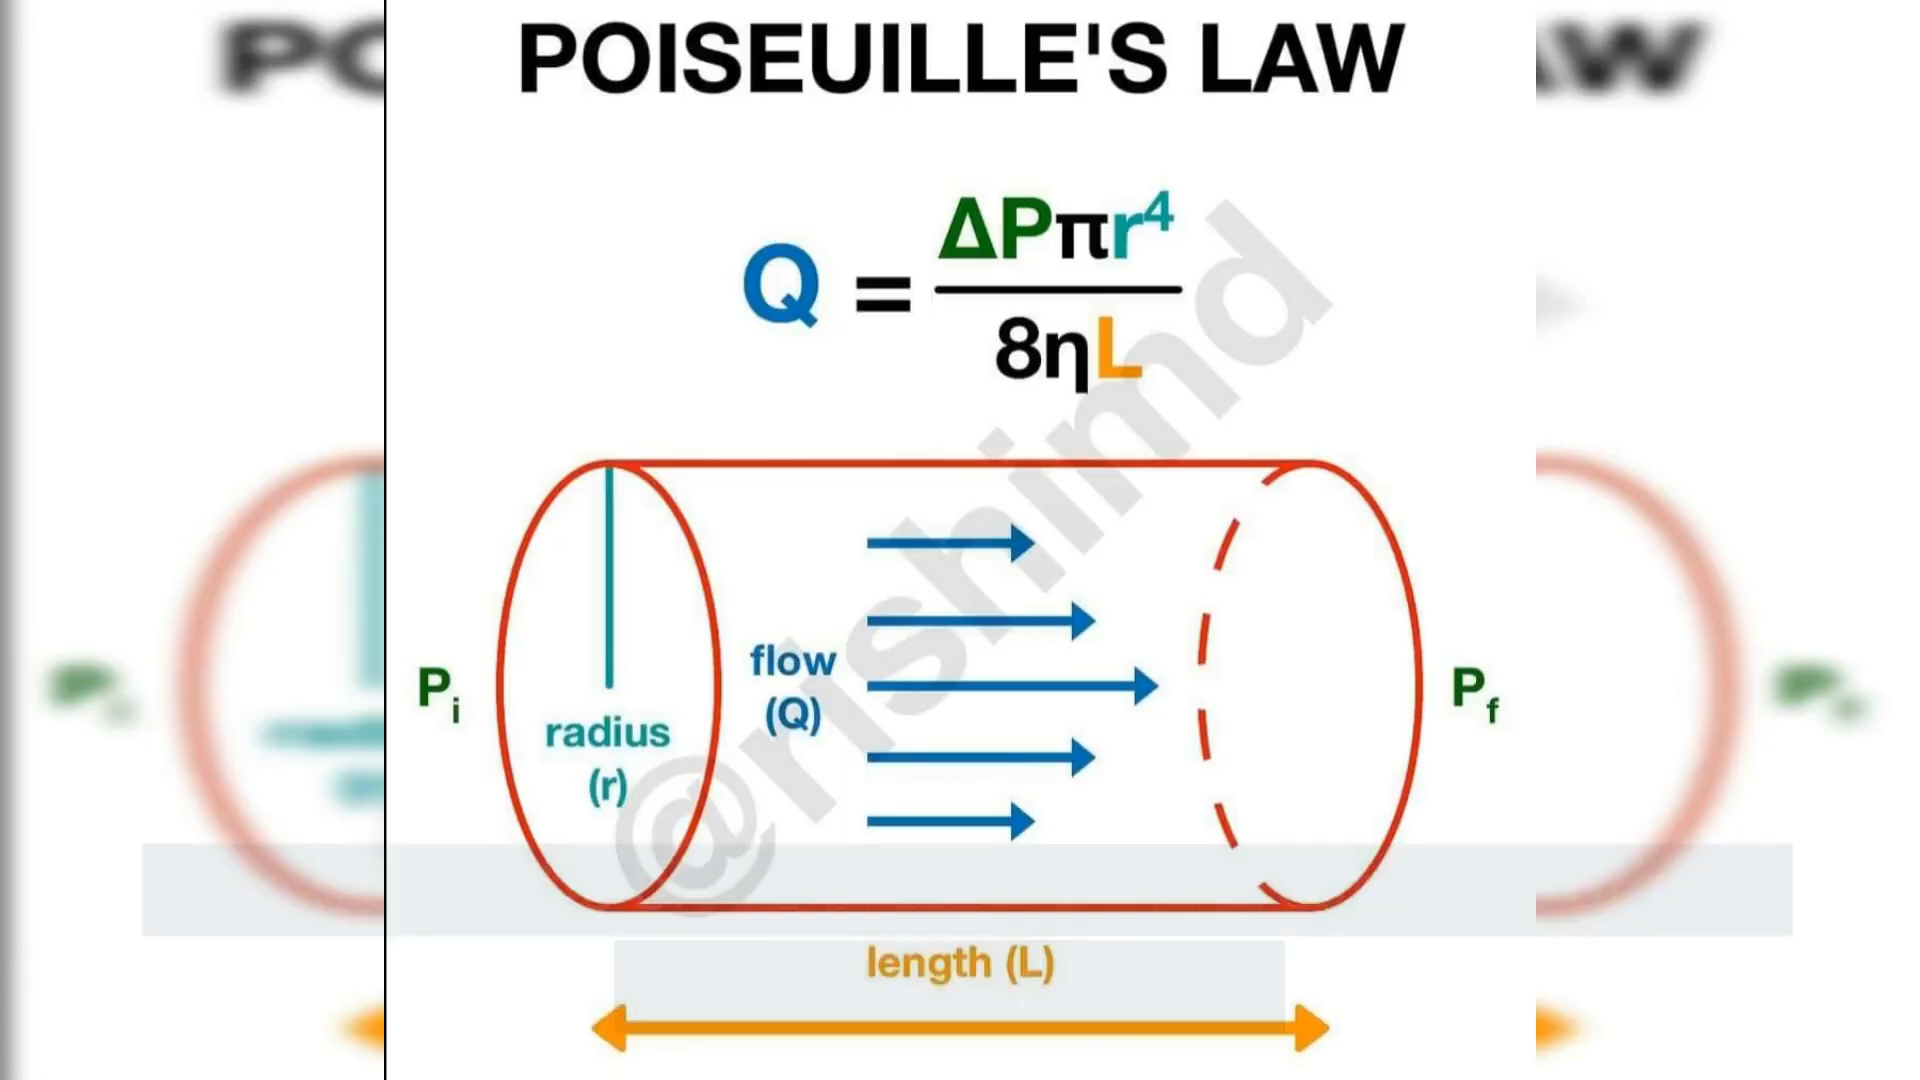 POISEUILLE'S LAW
Q = ΔPπr⁴
8ηL
Pi
radius
(r)
flow
(Q)
Pf
length (L)
@rishimd